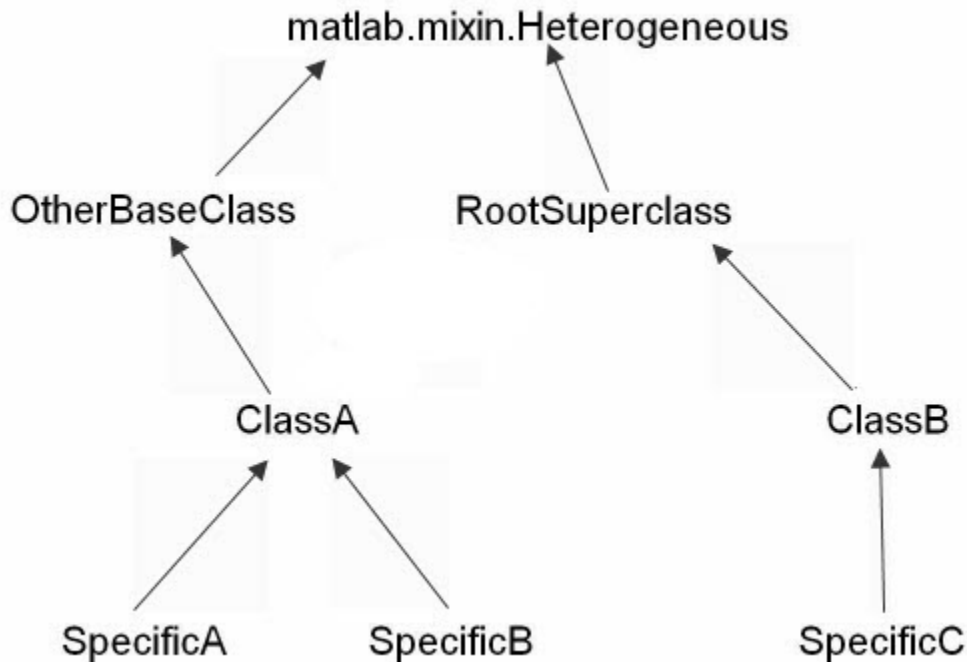 matlab.mixin.Heterogeneous
OtherBaseClass
RootSuperclass
ClassA
ClassB
SpecificA
SpecificB
SpecificC